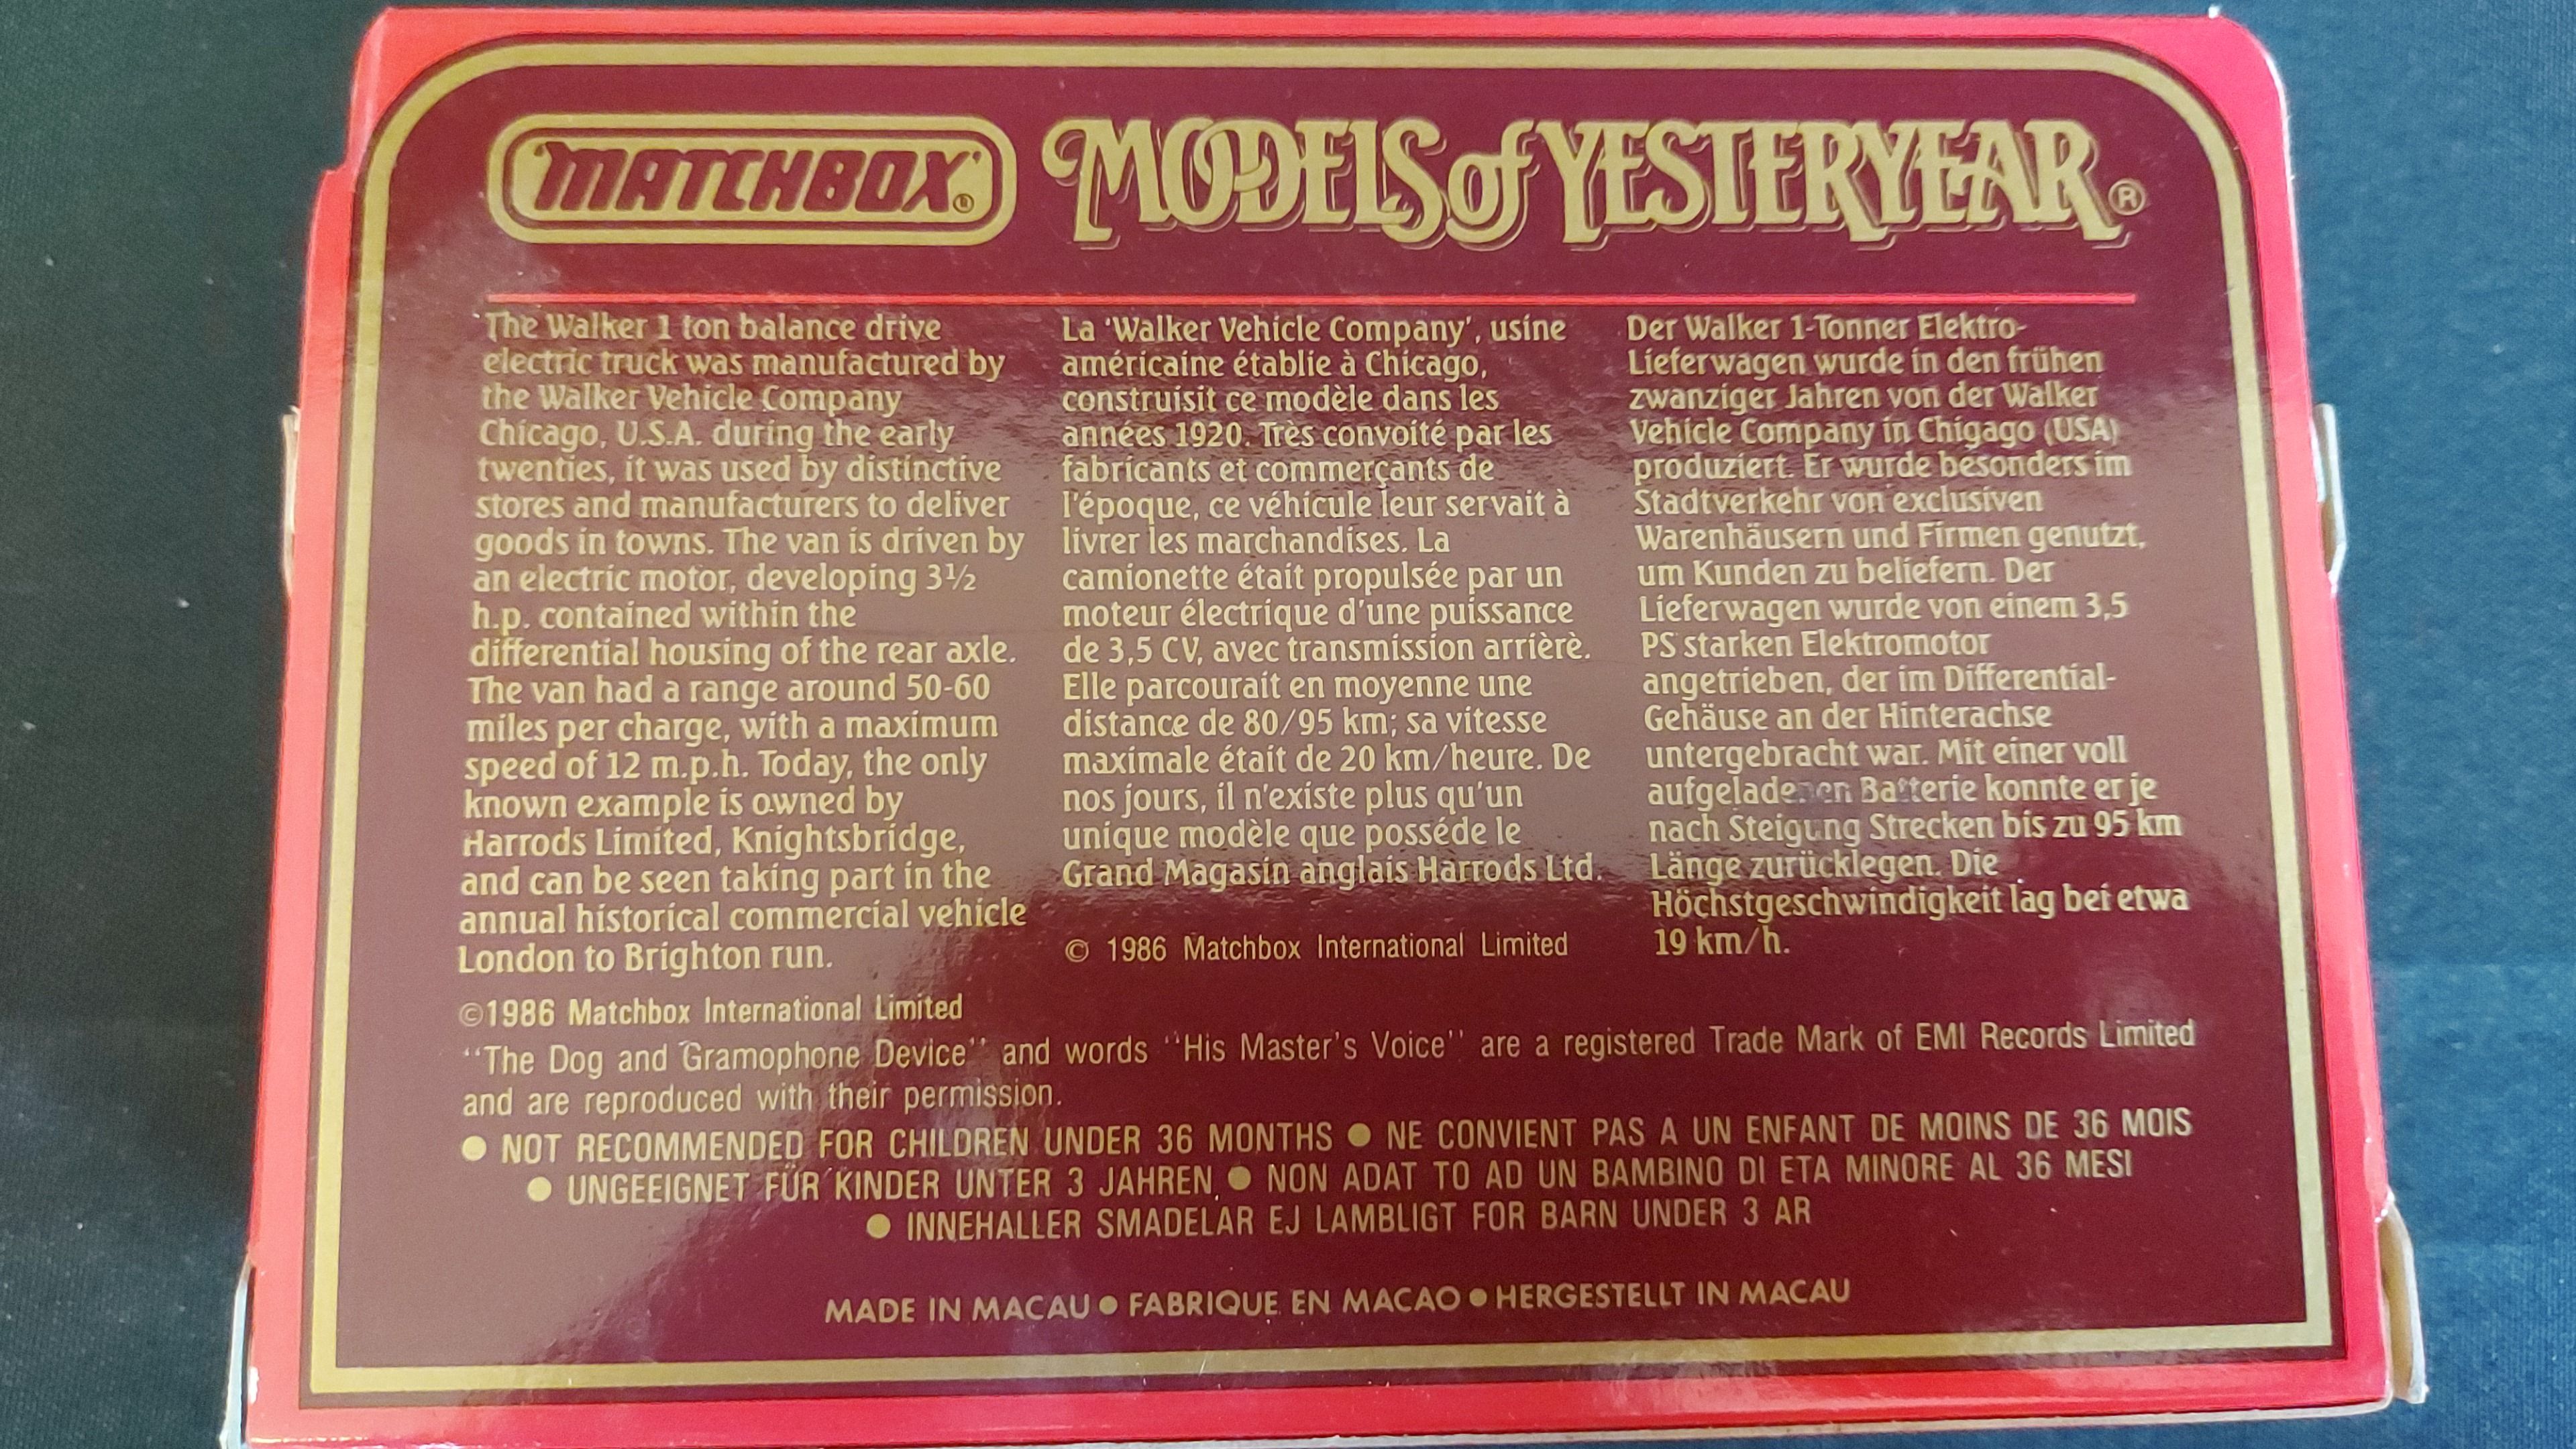 MATCHBOX® MODELS of YESTERYEAR®
The Walker 1 ton balance drive
electric truck was manufactured by
the Walker Vehicle Company
Chicago, U.S.A. during the early
twenties, it was used by distinctive
stores and manufacturers to deliver
goods in towns. The van is driven by
an electric motor, developing 3½
h.p. contained within the
differential housing of the rear axle.
The van had a range around 50-60
miles per charge, with a maximum
speed of 12 m.p.h. Today, the only
known example is owned by
Harrods Limited, Knightsbridge,
and can be seen taking part in the
annual historical commercial vehicle
London to Brighton run.
©1986 Matchbox International Limited
La 'Walker Vehicle Company', usine
américaine établie à Chicago,
construisit ce modèle dans les
années 1920. Très convoité par les
fabricants et commerçants de
l'époque, ce véhicule leur servait à
livrer les marchandises. La
camionette était propulsée par un
moteur électrique d'une puissance
de 3,5 CV, avec transmission arrièrè.
Elle parcourait en moyenne une
distance de 80/95 km; sa vitesse
maximale était de 20 km/heure. De
nos jours, il n'existe plus qu'un
unique modèle que posséde le
Grand Magasin anglais Harrods Ltd.
© 1986 Matchbox International Limited
Der Walker 1-Tonner Elektro-
Lieferwagen wurde in den frühen
zwanziger Jahren von der Walker
Vehicle Company in Chigago (USA)
produziert. Er wurde besonders im
Stadtverkehr von exclusiven
Warenhäusern und Firmen genutzt,
um Kunden zu beliefern. Der
Lieferwagen wurde von einem 3,5
PS starken Elektromotor
angetrieben, der im Differential-
Gehäuse an der Hinterachse
untergebracht war. Mit einer voll
aufgeladenen Batterie konnte er je
nach Steigung Strecken bis zu 95 km
Länge zurücklegen. Die
Höchstgeschwindigkeit lag bei etwa
19 km/h.
"The Dog and Gramophone Device" and words "His Master's Voice" are a registered Trade Mark of EMI Records Limited
and are reproduced with their permission.
● NOT RECOMMENDED FOR CHILDREN UNDER 36 MONTHS ● NE CONVIENT PAS A UN ENFANT DE MOINS DE 36 MOIS
● UNGEEIGNET FÜR KINDER UNTER 3 JAHREN. ● NON ADAT TO AD UN BAMBINO DI ETA MINORE AL 36 MESI
● INNEHALLER SMADELAR EJ LAMBLIGT FOR BARN UNDER 3 AR
MADE IN MACAU ● FABRIQUE EN MACAO ● HERGESTELLT IN MACAU